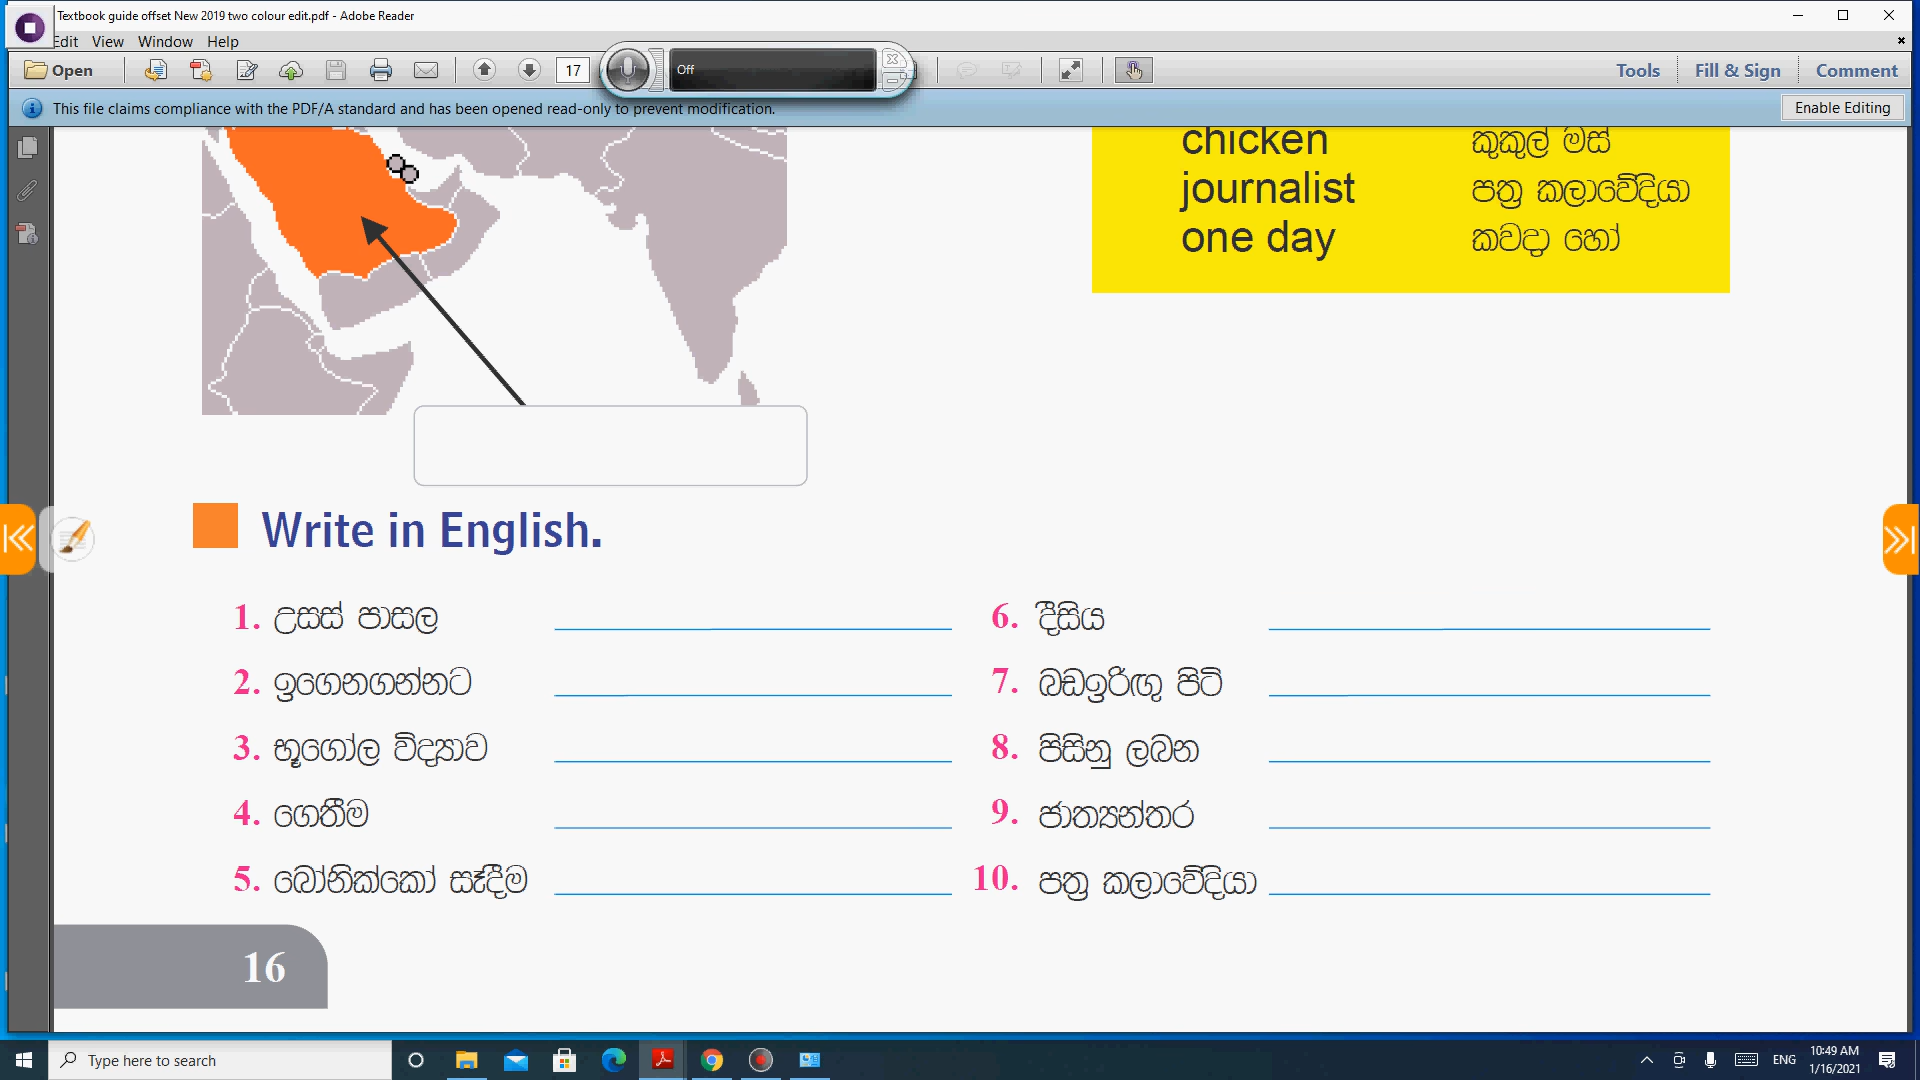 Textbook guide offset New 2019 two colour edit.pdf - Adobe Reader
Edit View Window Help
Open 17 Off Tools Fill & Sign Comment
This file claims compliance with the PDF/A standard and has been opened read-only to prevent modification. Enable Editing
chicken කුකුල් මස්
journalist පත්‍ර කලාවේදියා
one day කවදා හෝ
Write in English.
1. උසස් පාසල
2. ඉගෙනගන්නට
3. භූගෝල විද්‍යාව
4. ගෙතීම
5. බෝනික්කෝ සෑදීම
6. දීසිය
7. බඩඉරිඟු පිටි
8. පිසිනු ලබන
9. ජාත්‍යන්තර
10. පත්‍ර කලාවේදියා
16
Type here to search ENG 10:49 AM
1/16/2021